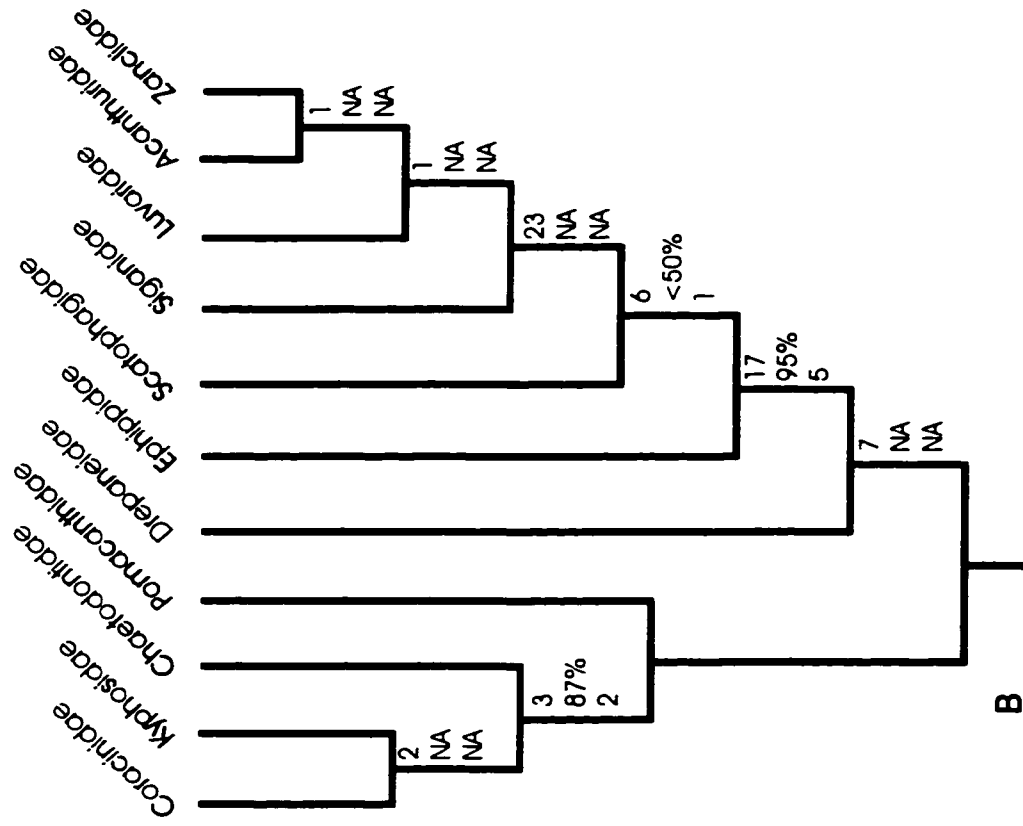 Coracinidae
Kyphosidae
Chaetodontidae
Pomacanthidae
Drepaneidae
Ephippidae
Scatophagidae
Siganidae
Luvaridae
Acanthuridae
Zanclidae
1
NA
NA
1
NA
NA
23
NA
NA
6
<50%
1
17
95%
5
7
NA
NA
3
87%
2
2
NA
NA
B